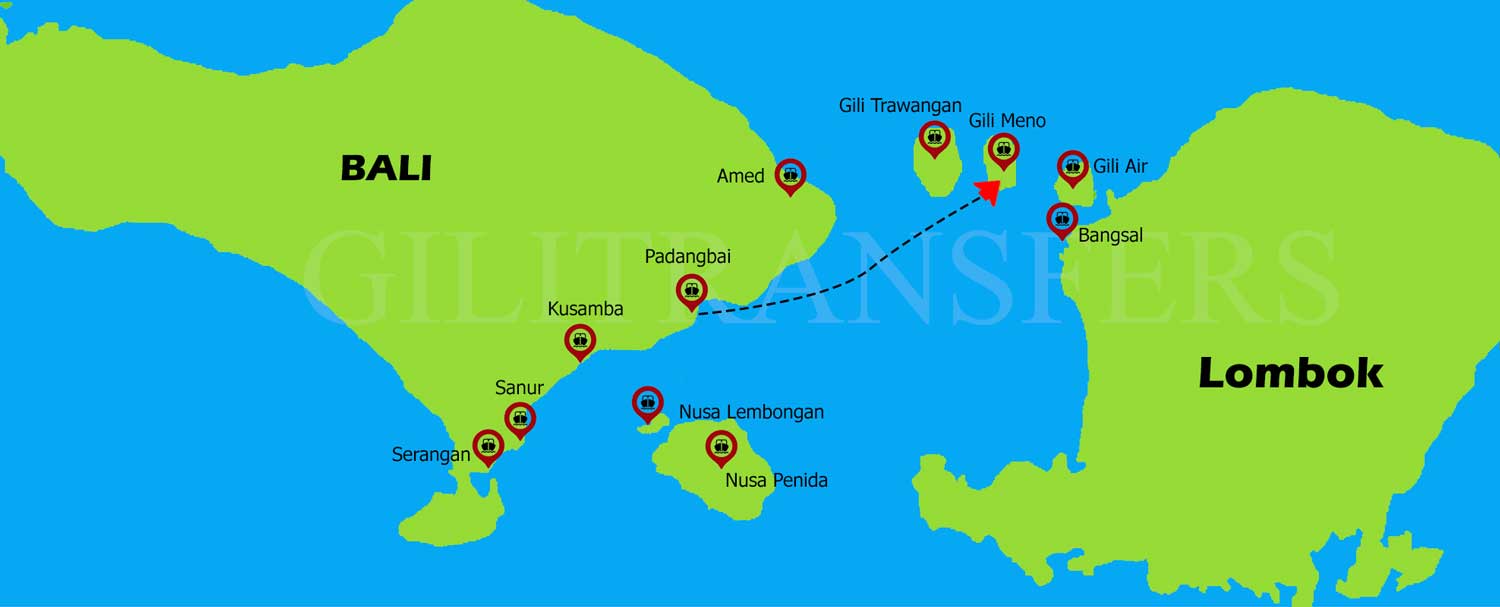 Gili Trawangan
Gili Meno
BALI
Amed
Gili Air
Bangsal
GILITRANSFERS
Padangbai
Kusamba
Lombok
Sanur
Nusa Lembongan
Serangan
Nusa Penida